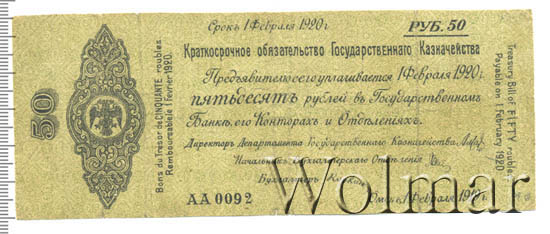 Срокъ 1 Февраля 1920 г.
РУБ. 50
Краткосрочное обязательство Государственнаго Казначейства
Предъявителю сего уплачивается 1 Февраля 1920 г.
пятьдесятъ рублей въ Государственномъ
Банкѣ, его Конторахъ и Отдѣленіяхъ.
Директоръ Департамента Государственнаго Казначейства
Начальникъ Бухгалтерскаго Отдѣленія
Бухгалтеръ
АА 0092
Омскъ, 1 Февраля
50
Bons du Trésor de CINQUANTE roubles
Remboursable 1 Février 1920.
Treasury Bill of FIFTY roubles
Payable on 1 February 1920
Wolmar